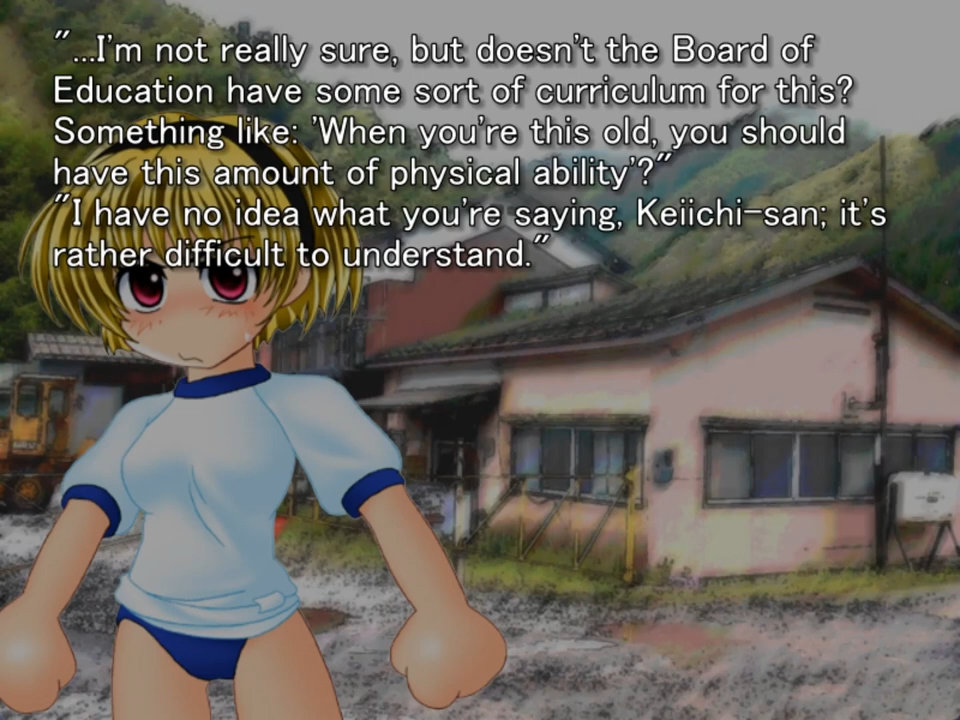 "...I'm not really sure, but doesn't the Board of
Education have some sort of curriculum for this?
Something like: 'When you're this old, you should
have this amount of physical ability'?"
"I have no idea what you're saying, Keiichi-san; it's
rather difficult to understand."